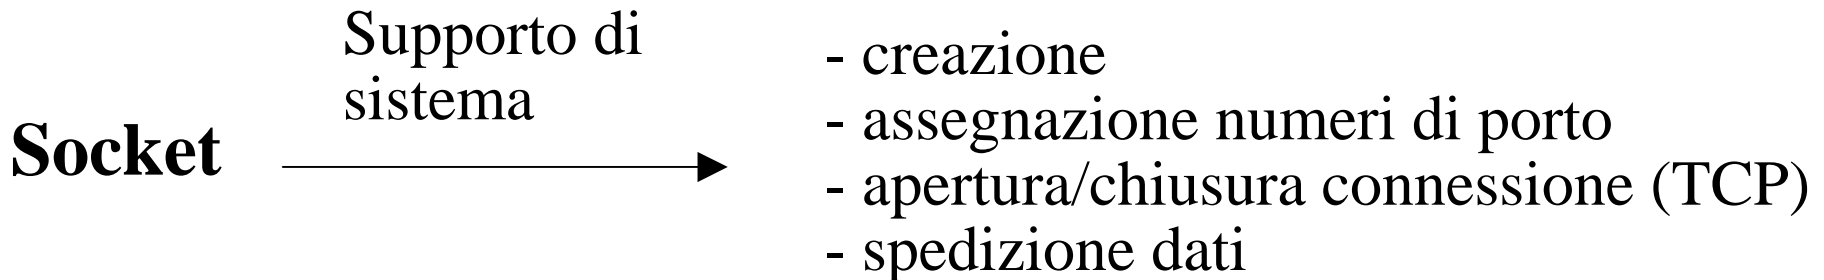 Socket
Supporto di
sistema
- creazione
- assegnazione numeri di porto
- apertura/chiusura connessione (TCP)
- spedizione dati